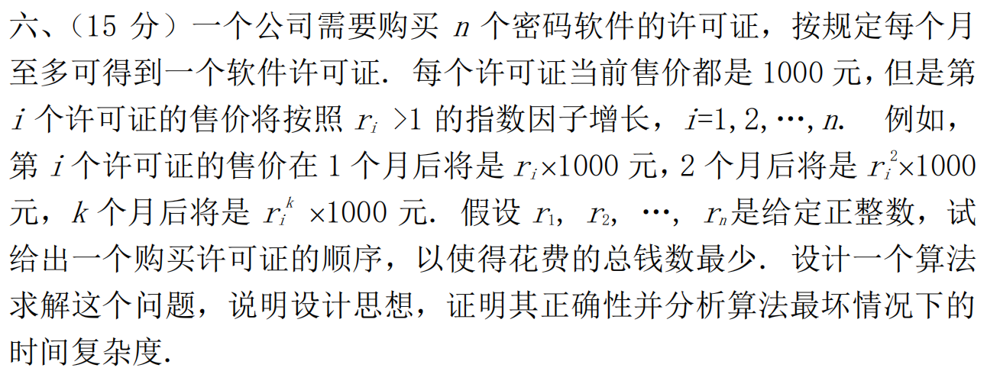 六、（15 分）一个公司需要购买 n 个密码软件的许可证，按规定每个月
至多可得到一个软件许可证．每个许可证当前售价都是 1000 元，但是第
i 个许可证的售价将按照 rᵢ >1 的指数因子增长，i=1,2,…,n. 例如，
第 i 个许可证的售价在 1 个月后将是 rᵢ×1000 元，2 个月后将是 rᵢ²×1000
元，k 个月后将是 rᵢᵏ ×1000 元．假设 r₁, r₂, …, rₙ是给定正整数，试
给出一个购买许可证的顺序，以使得花费的总钱数最少．设计一个算法
求解这个问题，说明设计思想，证明其正确性并分析算法最坏情况下的
时间复杂度．